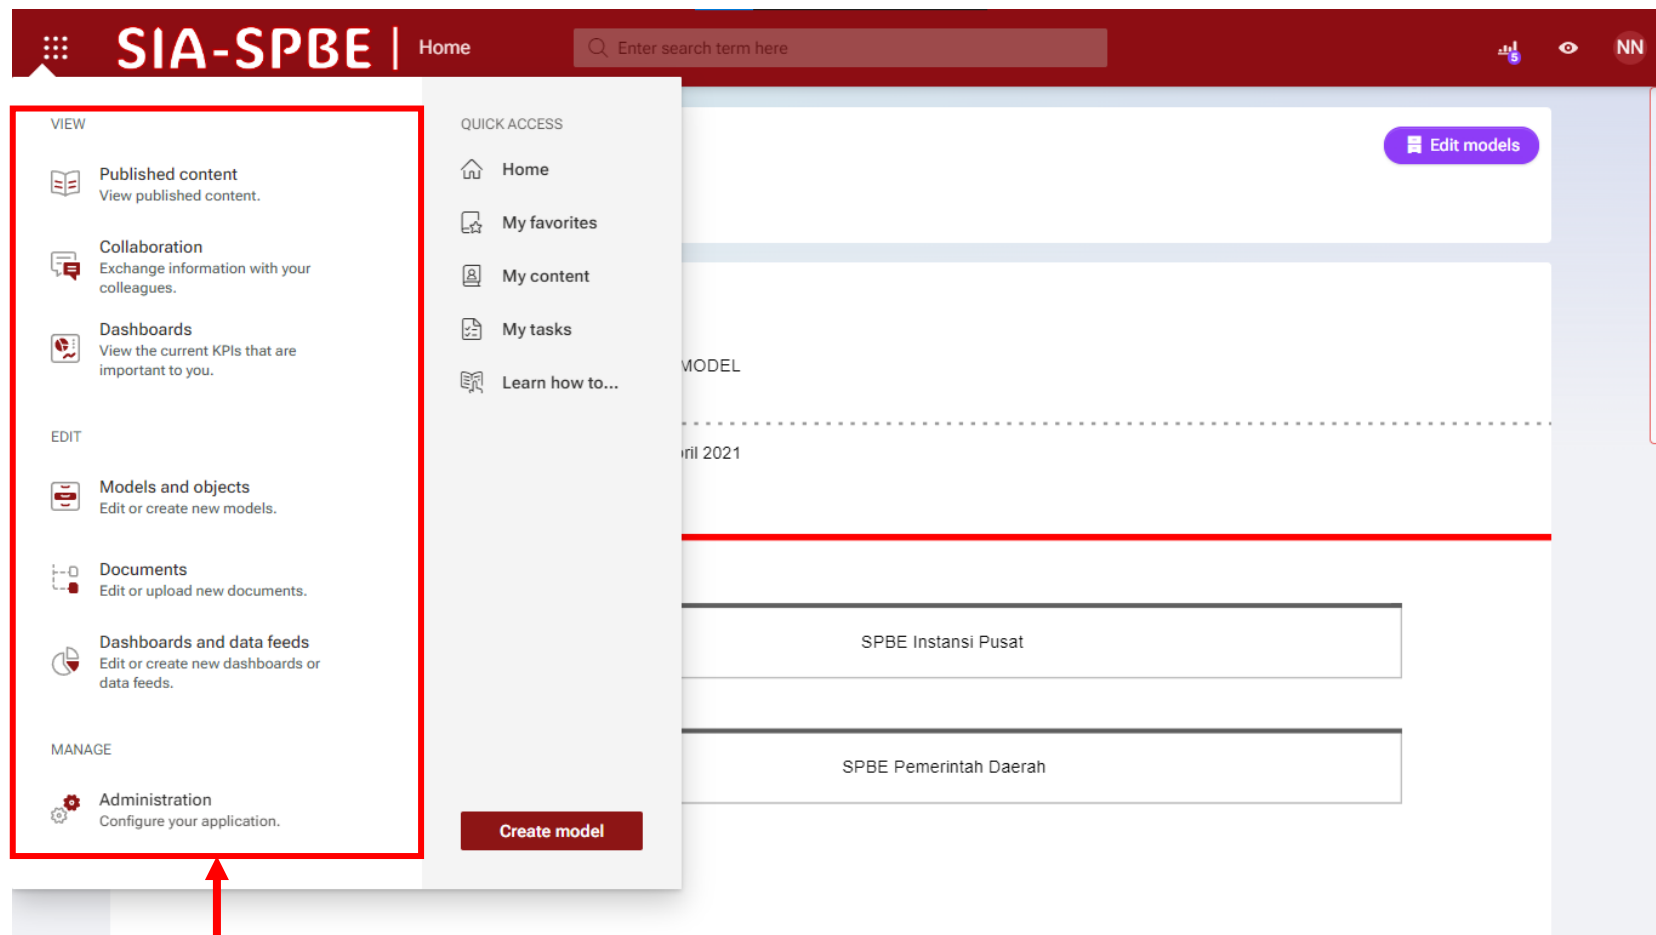 SIA-SPBE | Home
Enter search term here
5
NN
VIEW
Published content
View published content.
Collaboration
Exchange information with your
colleagues.
Dashboards
View the current KPIs that are
important to you.
EDIT
Models and objects
Edit or create new models.
Documents
Edit or upload new documents.
Dashboards and data feeds
Edit or create new dashboards or
data feeds.
MANAGE
Administration
Configure your application.
QUICK ACCESS
Home
My favorites
My content
My tasks
Learn how to...
Create model
Edit models
MODEL
ril 2021
SPBE Instansi Pusat
SPBE Pemerintah Daerah